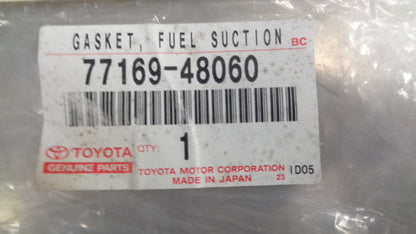 GASKET, FUEL SUCTION BC
77169-48060
TOYOTA QTY: 1
GENUINE PARTS
TOYOTA MOTOR CORPORATION ID05
MADE IN JAPAN 23